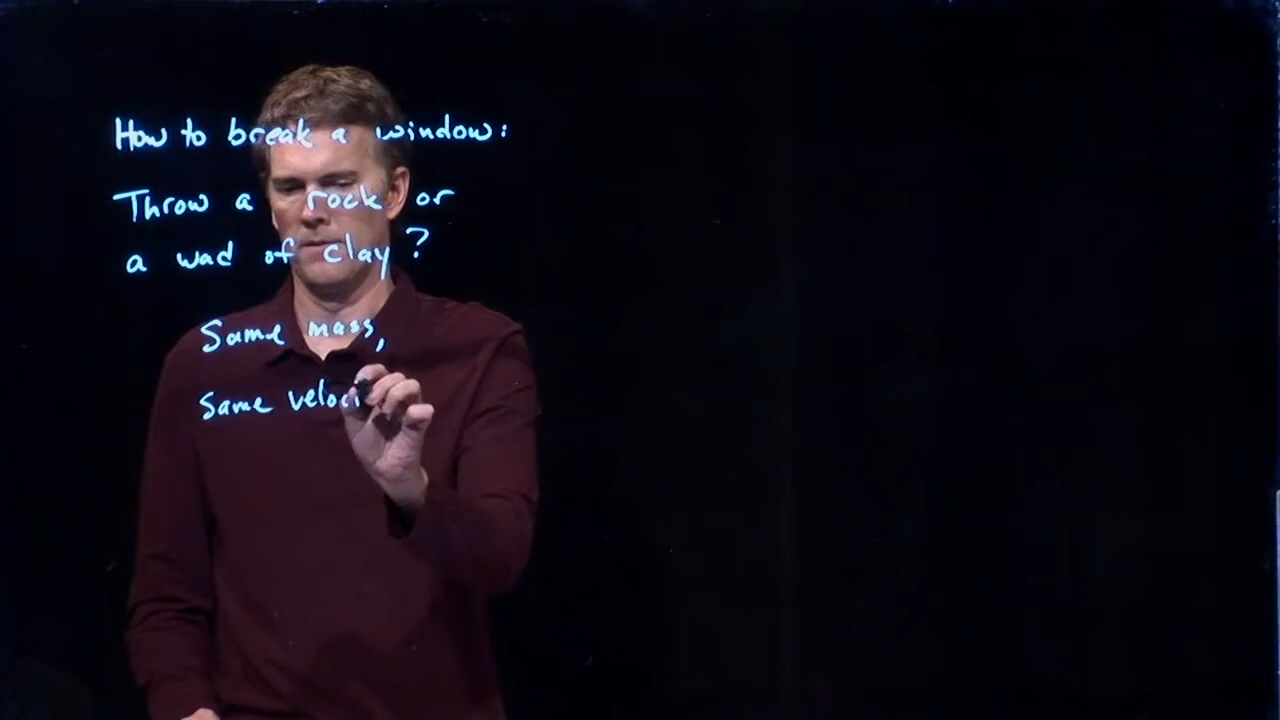 How to break a window:
Throw a rock or
a wad of clay?
Same mass,
Same veloci